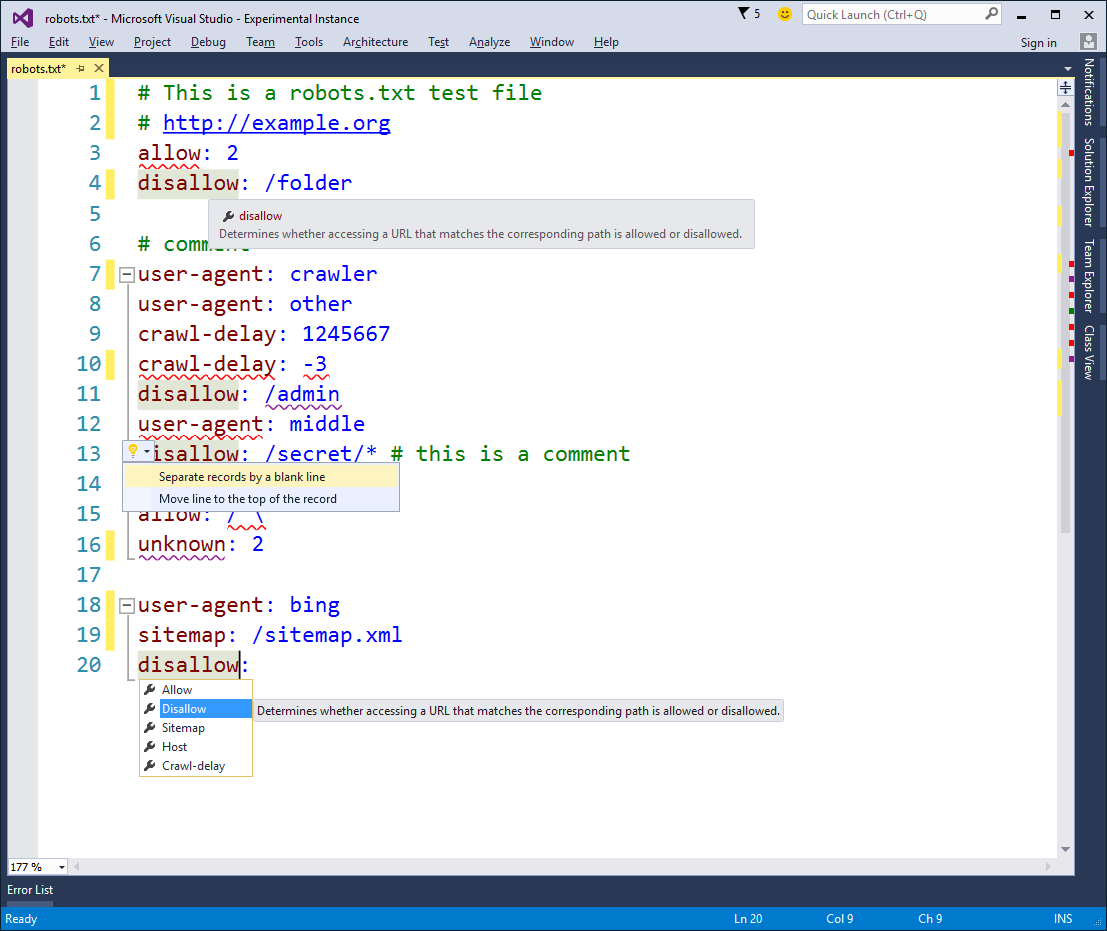 robots.txt* - Microsoft Visual Studio - Experimental Instance
5
Quick Launch (Ctrl+Q)
File Edit View Project Debug Team Tools Architecture Test Analyze Window Help
Sign in
robots.txt*
1 # This is a robots.txt test file
2 # http://example.org
3 allow: 2
4 disallow: /folder
5
disallow
Determines whether accessing a URL that matches the corresponding path is allowed or disallowed.
6 # comment
7 user-agent: crawler
8 user-agent: other
9 crawl-delay: 1245667
10 crawl-delay: -3
11 disallow: /admin
12 user-agent: middle
13 disallow: /secret/* # this is a comment
Separate records by a blank line
14
Move line to the top of the record
15 allow: / \
16 unknown: 2
17
18 user-agent: bing
19 sitemap: /sitemap.xml
20 disallow:
Allow
Disallow
Determines whether accessing a URL that matches the corresponding path is allowed or disallowed.
Sitemap
Host
Crawl-delay
Notifications
Solution Explorer
Team Explorer
Class View
177 %
Error List
Ready
Ln 20 Col 9 Ch 9 INS